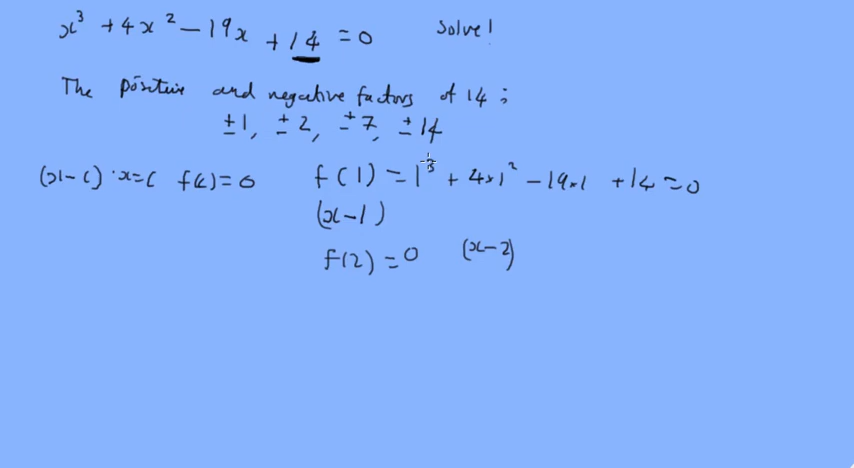 x³ + 4x² - 19x + 14 = 0 Solve!
The positive and negative factors of 14 ;
± 1, ± 2, ± 7, ± 14
(x-c) · x=c f(c)=0 f(1) = 1³ + 4×1² - 19×1 + 14 = 0
(x-1)
f(2) = 0 (x-2)